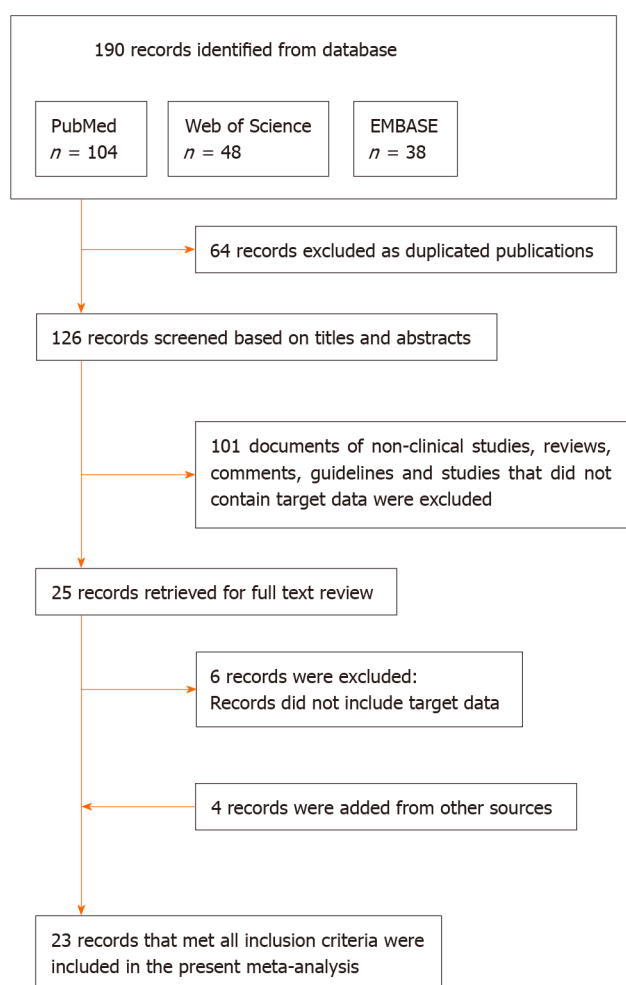 190 records identified from database
PubMed
n = 104
Web of Science
n = 48
EMBASE
n = 38
64 records excluded as duplicated publications
126 records screened based on titles and abstracts
101 documents of non-clinical studies, reviews,
comments, guidelines and studies that did not
contain target data were excluded
25 records retrieved for full text review
6 records were excluded:
Records did not include target data
4 records were added from other sources
23 records that met all inclusion criteria were
included in the present meta-analysis